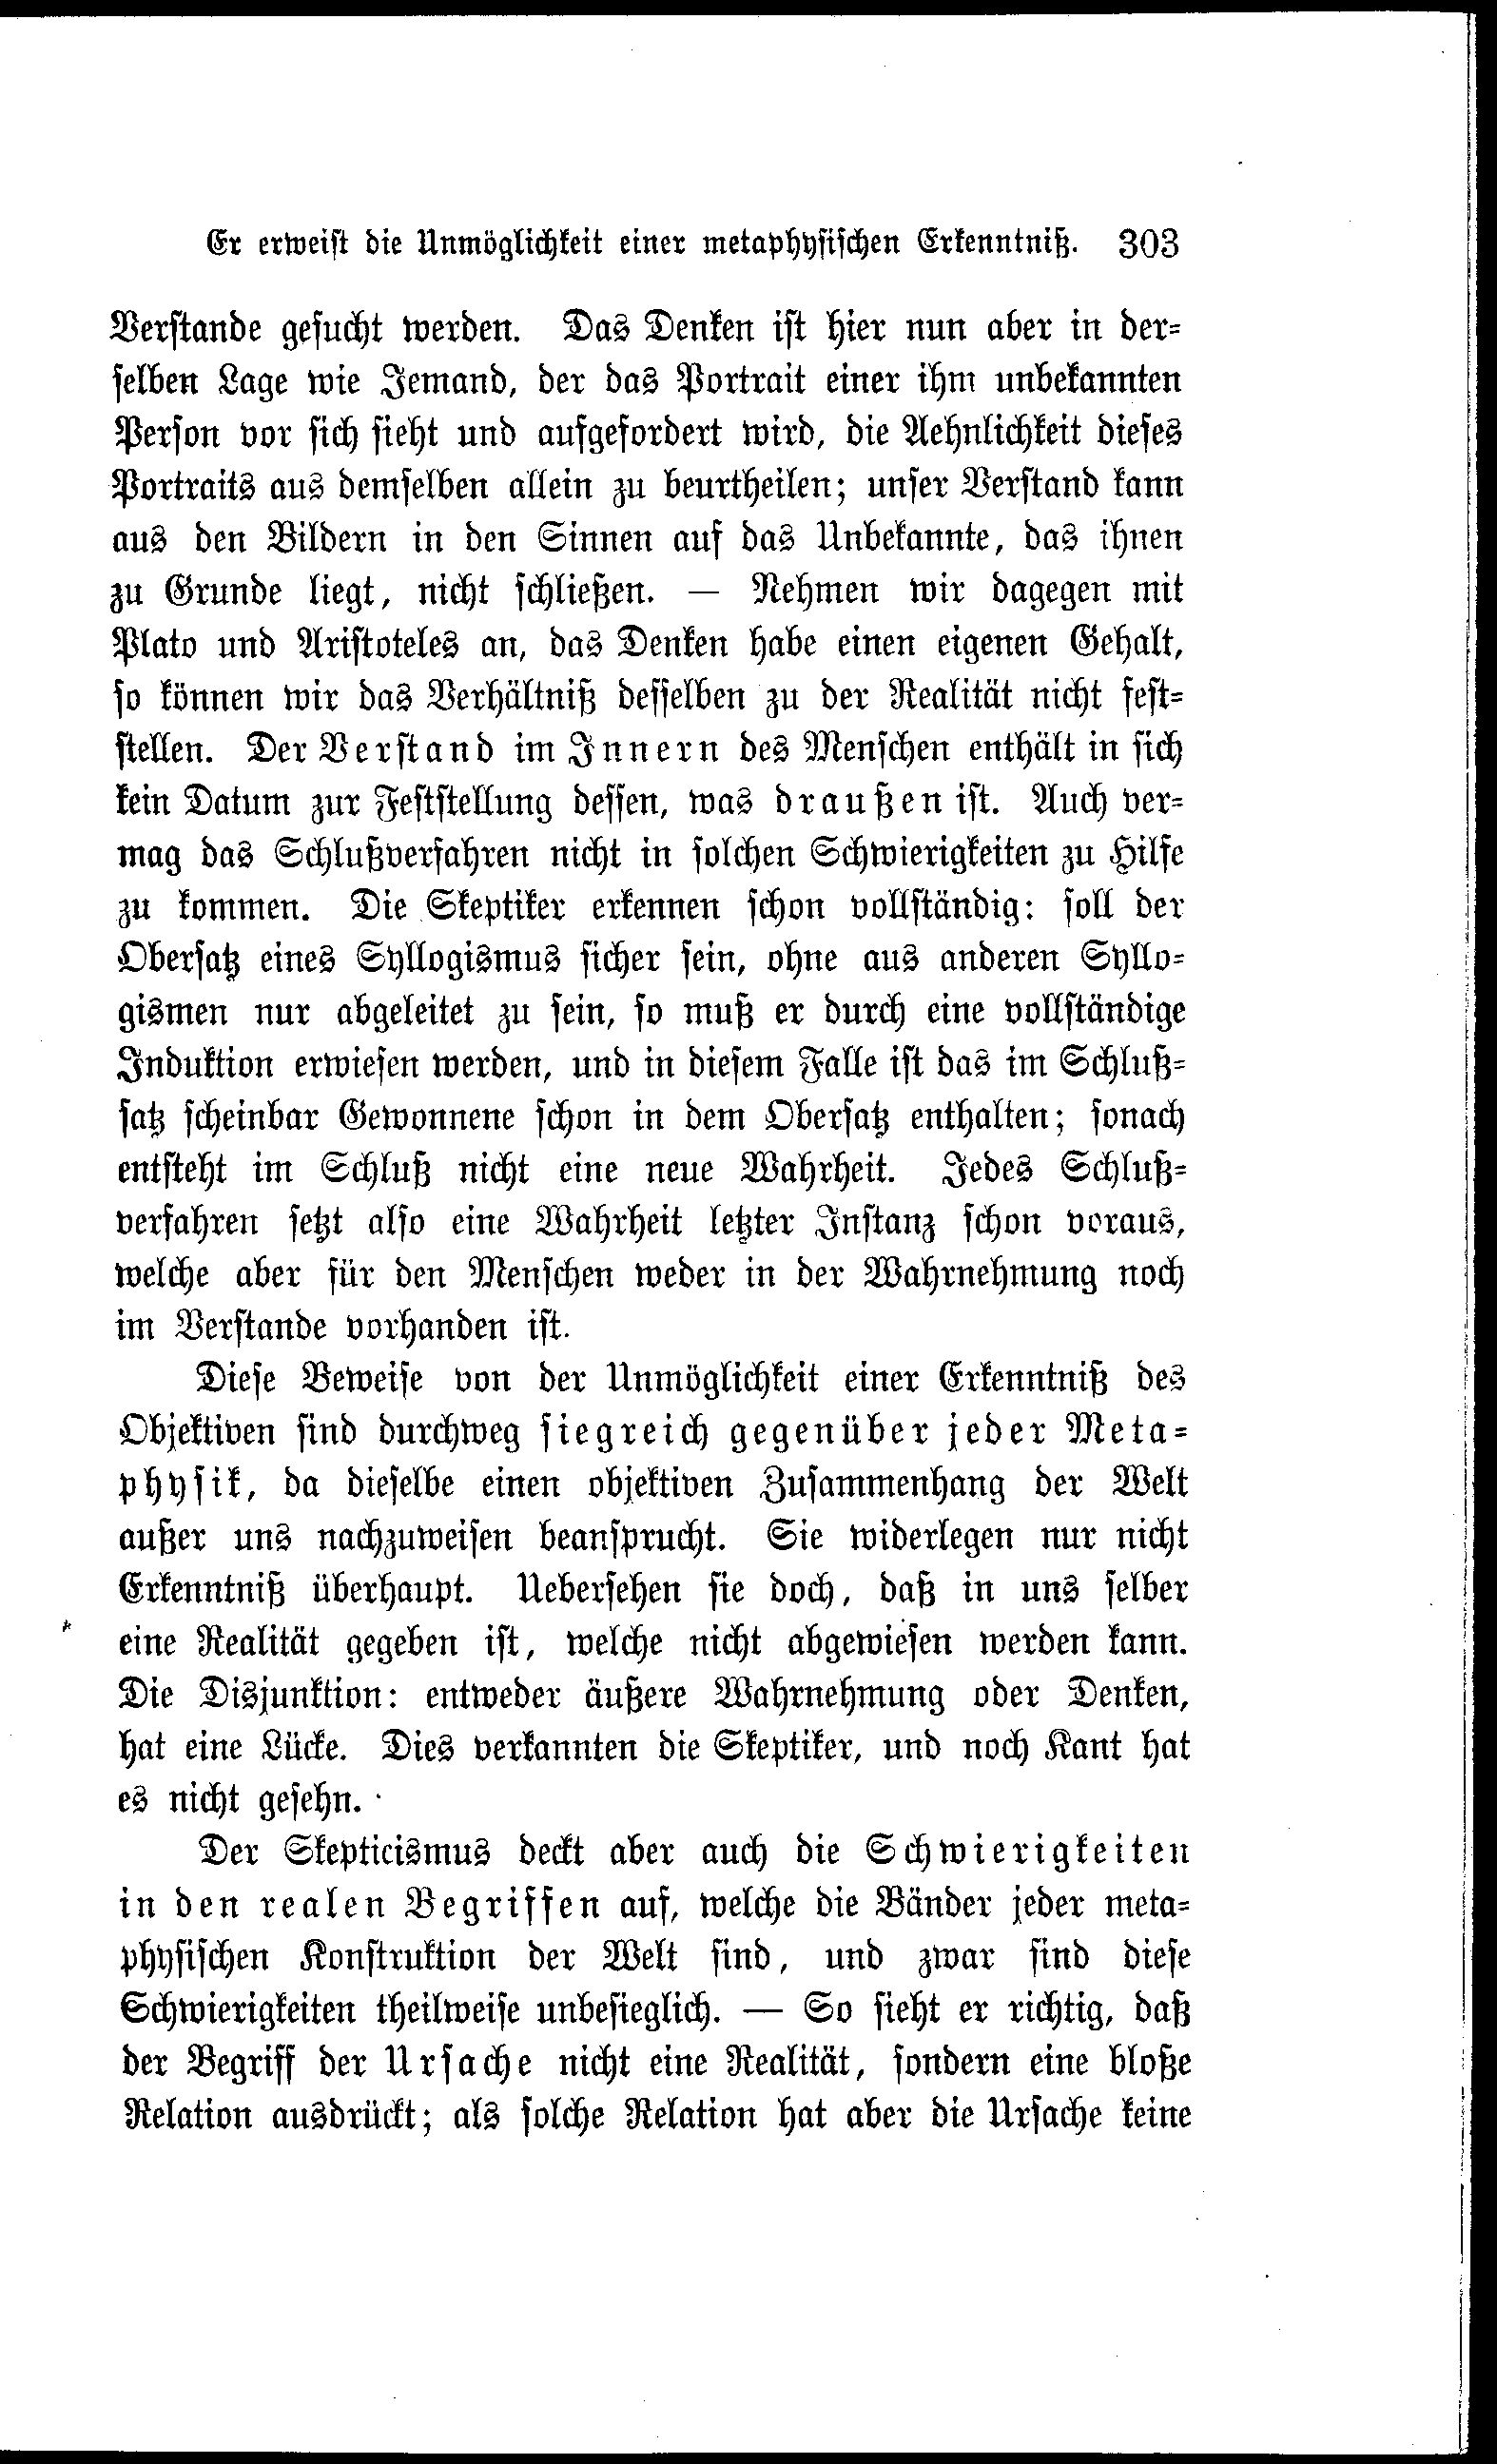 Er erweist die Unmöglichkeit einer metaphysischen Erkenntniß. 303
Verstande gesucht werden. Das Denken ist hier nun aber in der-
selben Lage wie Jemand, der das Portrait einer ihm unbekannten
Person vor sich sieht und aufgefordert wird, die Aehnlichkeit dieses
Portraits aus demselben allein zu beurtheilen; unser Verstand kann
aus den Bildern in den Sinnen auf das Unbekannte, das ihnen
zu Grunde liegt, nicht schließen. — Nehmen wir dagegen mit
Plato und Aristoteles an, das Denken habe einen eigenen Gehalt,
so können wir das Verhältniß desselben zu der Realität nicht fest-
stellen. Der Verstand im Innern des Menschen enthält in sich
kein Datum zur Feststellung dessen, was draußen ist. Auch ver-
mag das Schlußverfahren nicht in solchen Schwierigkeiten zu Hilfe
zu kommen. Die Skeptiker erkennen schon vollständig: soll der
Obersatz eines Syllogismus sicher sein, ohne aus anderen Syllo-
gismen nur abgeleitet zu sein, so muß er durch eine vollständige
Induktion erwiesen werden, und in diesem Falle ist das im Schluß-
satz scheinbar Gewonnene schon in dem Obersatz enthalten; sonach
entsteht im Schluß nicht eine neue Wahrheit. Jedes Schluß-
verfahren setzt also eine Wahrheit letzter Instanz schon voraus,
welche aber für den Menschen weder in der Wahrnehmung noch
im Verstande vorhanden ist.
Diese Beweise von der Unmöglichkeit einer Erkenntniß des
Objektiven sind durchweg siegreich gegenüber jeder Meta-
physik, da dieselbe einen objektiven Zusammenhang der Welt
außer uns nachzuweisen beansprucht. Sie widerlegen nur nicht
Erkenntniß überhaupt. Uebersehen sie doch, daß in uns selber
eine Realität gegeben ist, welche nicht abgewiesen werden kann.
Die Disjunktion: entweder äußere Wahrnehmung oder Denken,
hat eine Lücke. Dies verkannten die Skeptiker, und noch Kant hat
es nicht gesehn.
Der Skepticismus deckt aber auch die Schwierigkeiten
in den realen Begriffen auf, welche die Bänder jeder meta-
physischen Konstruktion der Welt sind, und zwar sind diese
Schwierigkeiten theilweise unbesieglich. — So sieht er richtig, daß
der Begriff der Ursache nicht eine Realität, sondern eine bloße
Relation ausdrückt; als solche Relation hat aber die Ursache keine